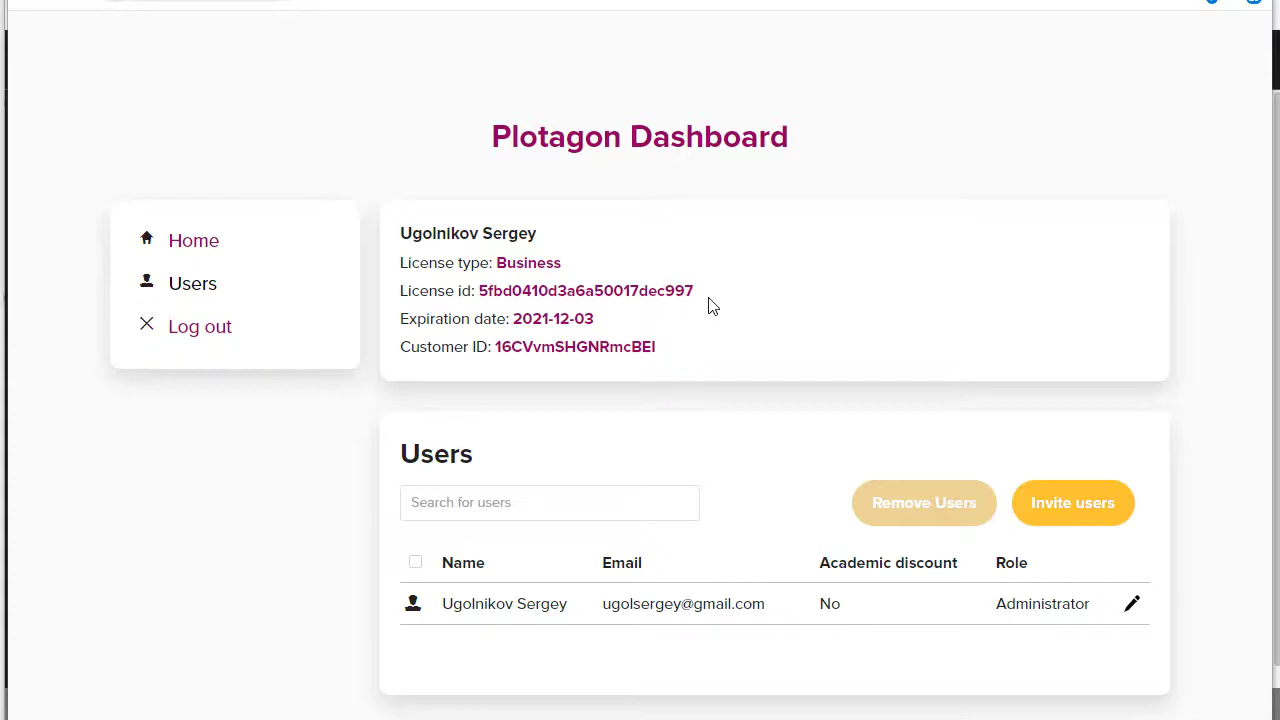 Plotagon Dashboard
Home
Users
Log out
Ugolnikov Sergey
License type: Business
License id: 5fbd0410d3a6a50017dec997
Expiration date: 2021-12-03
Customer ID: 16CVvmSHGNRmcBEI
Users
Search for users
Remove Users
Invite users
Name Email Academic discount Role
Ugolnikov Sergey ugolsergey@gmail.com No Administrator